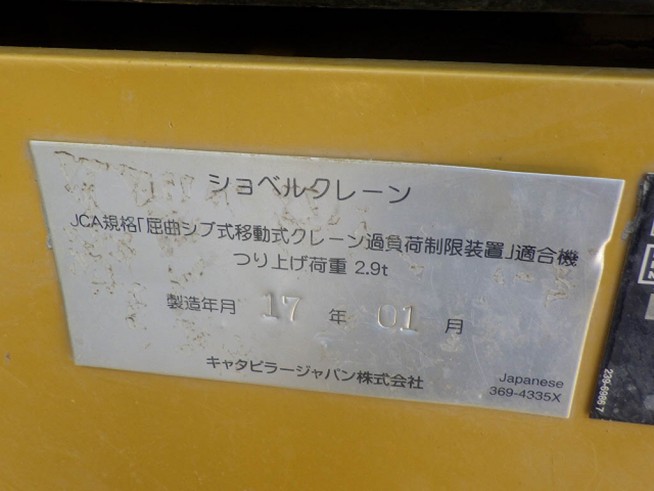 ショベルクレーン
JCA規格「屈曲ジブ式移動式クレーン過負荷制限装置」適合機
つり上げ荷重 2.9t
製造年月 17 年 01 月
キャタピラージャパン株式会社
Japanese
369-4335X
239-6986 7